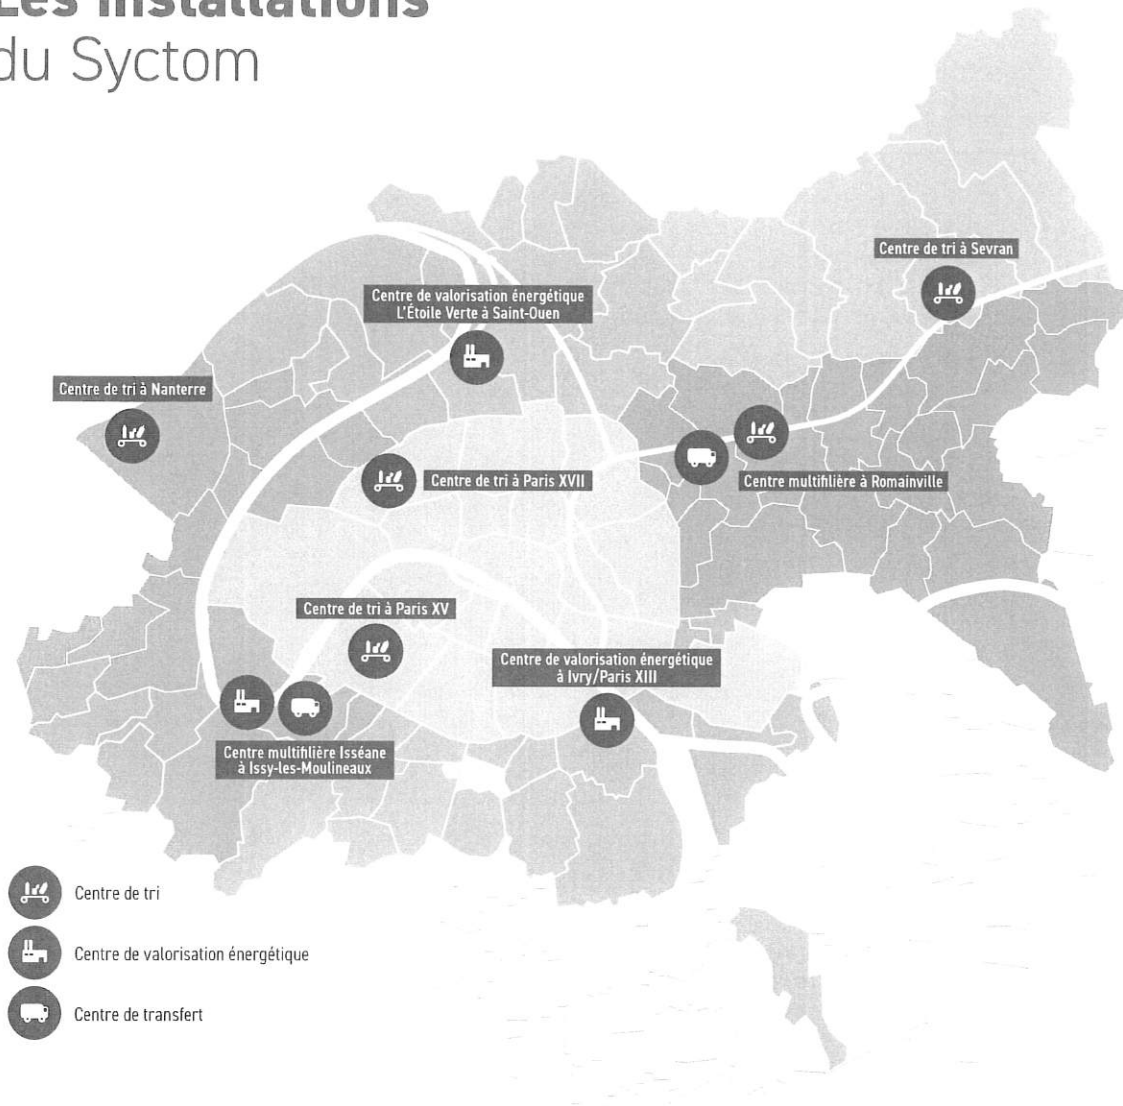 Les installations
du Syctom
Centre de tri à Sevran
Centre de valorisation énergétique
L'Étoile Verte à Saint-Ouen
Centre de tri à Nanterre
Centre de tri à Paris XVII
Centre multifilière à Romainville
Centre de tri à Paris XV
Centre de valorisation énergétique
à Ivry/Paris XIII
Centre multifilière Isséane
à Issy-les-Moulineaux
Centre de tri
Centre de valorisation énergétique
Centre de transfert